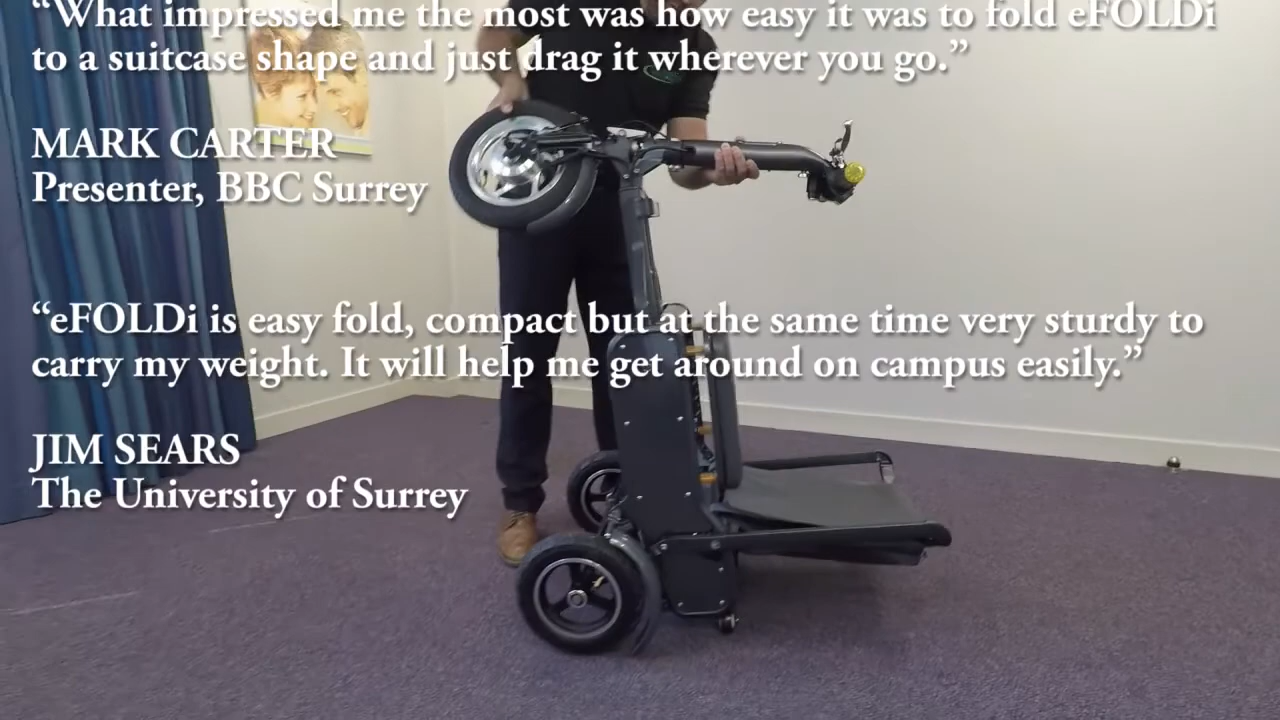 “What impressed me the most was how easy it was to fold eFOLDi
to a suitcase shape and just drag it wherever you go.”
MARK CARTER
Presenter, BBC Surrey
“eFOLDi is easy fold, compact but at the same time very sturdy to
carry my weight. It will help me get around on campus easily.”
JIM SEARS
The University of Surrey